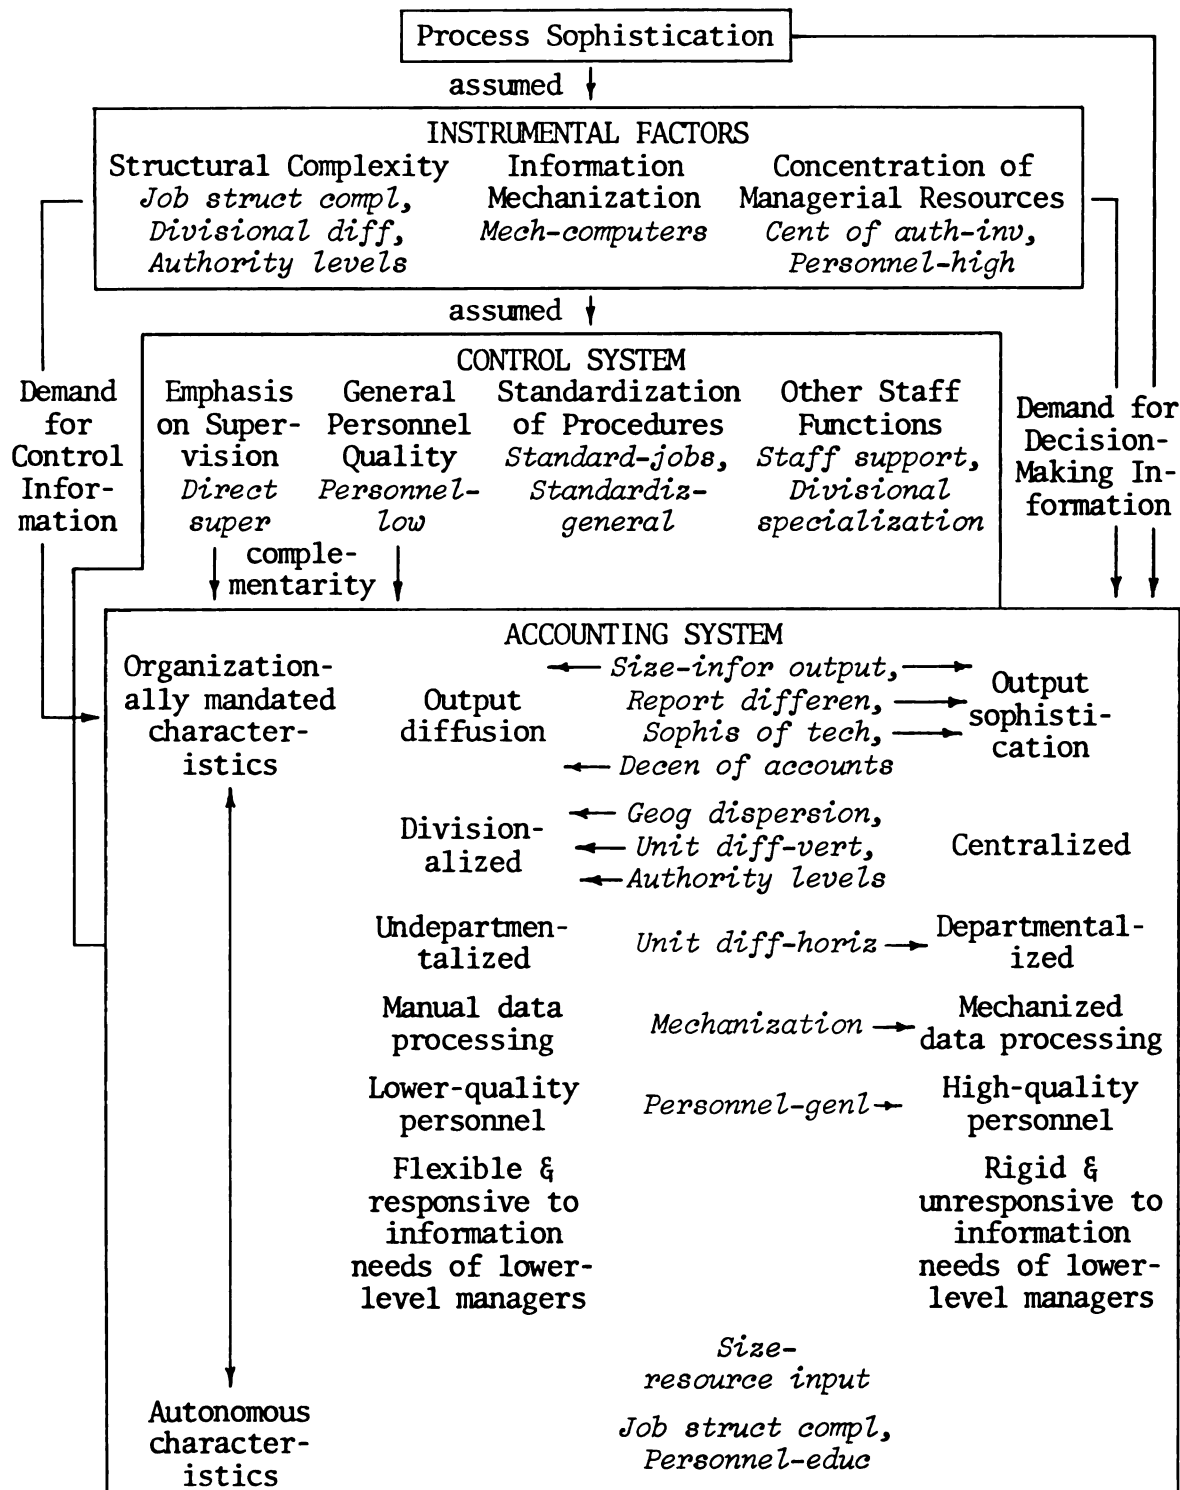 Process Sophistication
assumed
INSTRUMENTAL FACTORS
Structural Complexity
Job struct compl,
Divisional diff,
Authority levels
Information
Mechanization
Mech-computers
Concentration of
Managerial Resources
Cent of auth-inv,
Personnel-high
assumed
Demand
for
Control
Infor-
mation
CONTROL SYSTEM
Emphasis
on Super-
vision
Direct
super
General
Personnel
Quality
Personnel-
low
Standardization
of Procedures
Standard-jobs,
Standardiz-
general
Other Staff
Functions
Staff support,
Divisional
specialization
Demand for
Decision-
Making In-
formation
comple-
mentarity
ACCOUNTING SYSTEM
Organization-
ally mandated
character-
istics
Output
diffusion
Size-infor output,
Report differen,
Sophis of tech,
Decen of accounts
Output
sophisti-
cation
Division-
alized
Geog dispersion,
Unit diff-vert,
Authority levels
Centralized
Undepartmen-
talized
Unit diff-horiz
Departmental-
ized
Manual data
processing
Mechanization
Mechanized
data processing
Lower-quality
personnel
Personnel-genl
High-quality
personnel
Flexible &
responsive to
information
needs of lower-
level managers
Rigid &
unresponsive to
information
needs of lower-
level managers
Size-
resource input
Autonomous
character-
istics
Job struct compl,
Personnel-educ